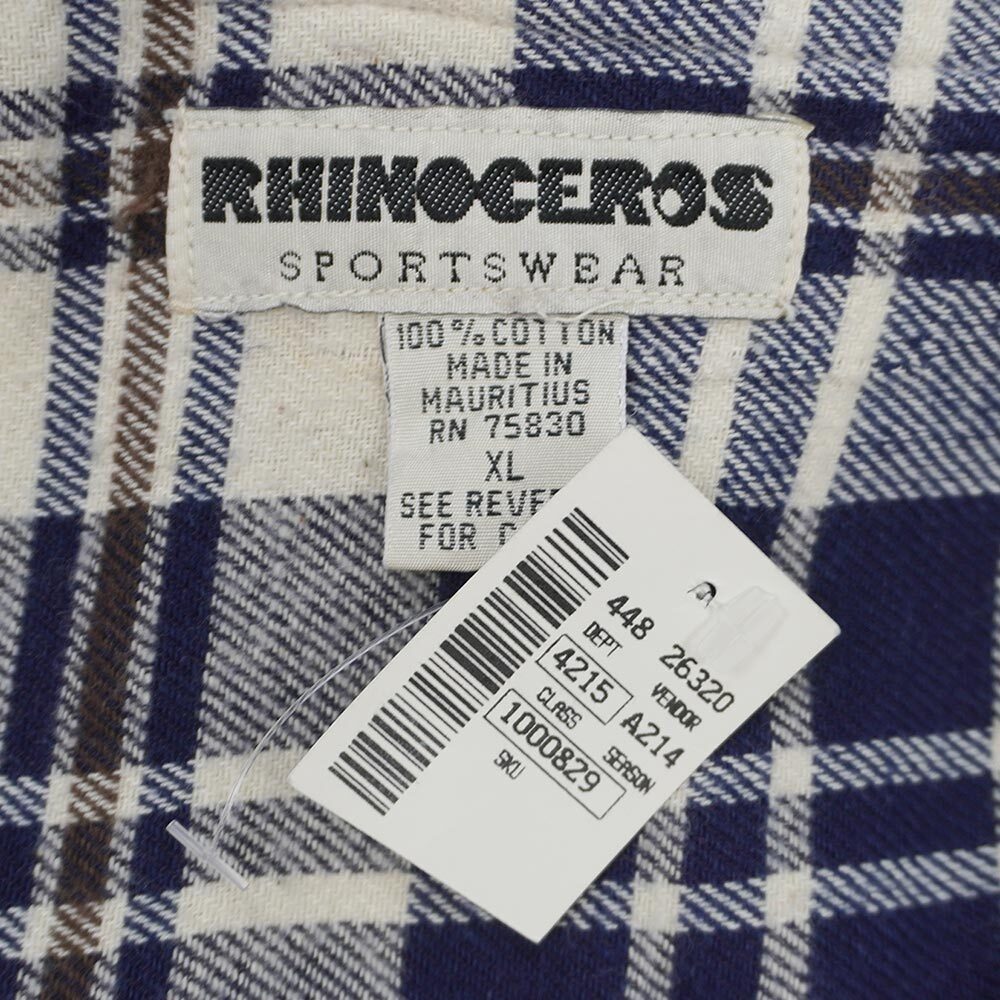 RHINOCEROS
SPORTSWEAR
100% COTTON
MADE IN
MAURITIUS
RN 75830
XL
SEE
FOR
448 26320
DEPT VENDOR
4215 A214
CLASS SEASON
1000829
SKU